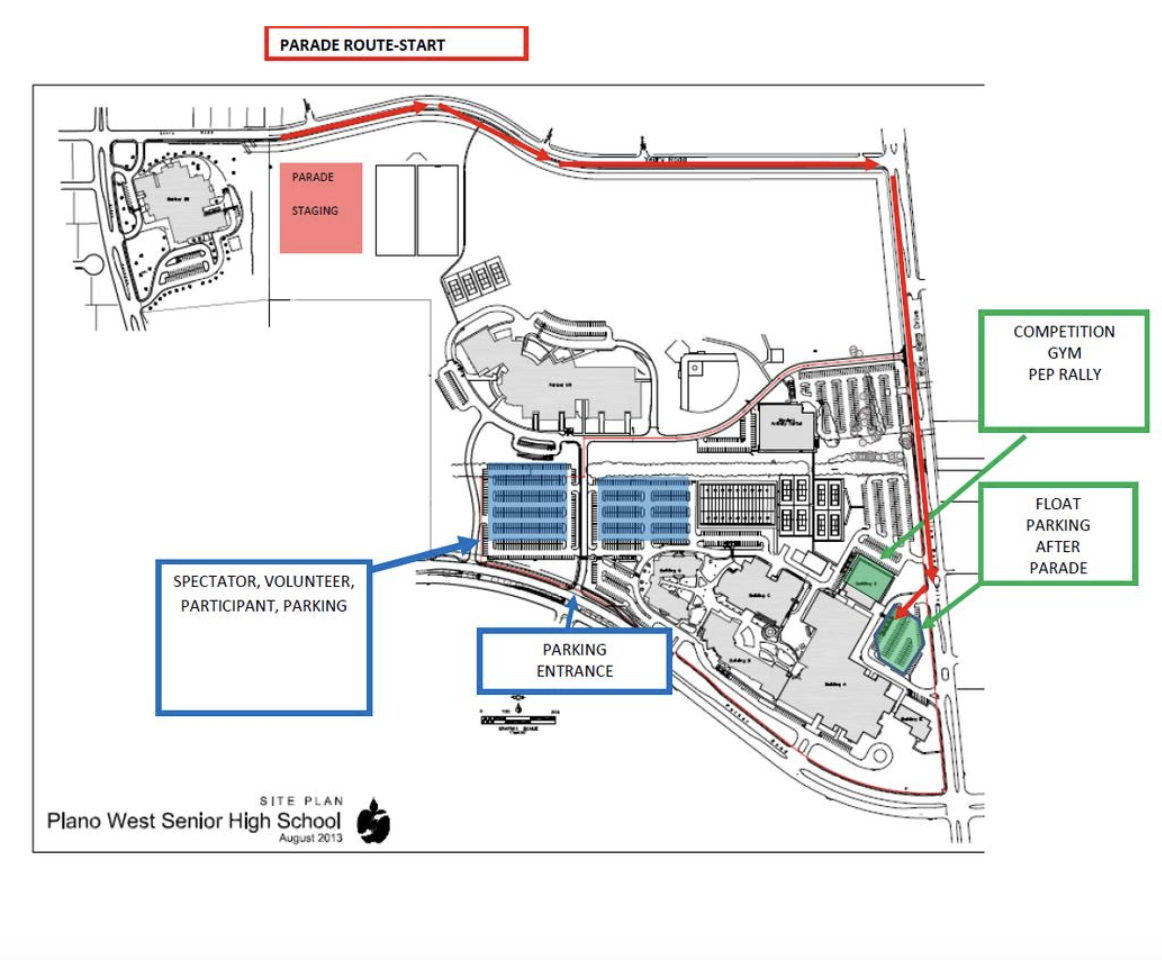 PARADE ROUTE-START
PARADE
STAGING
COMPETITION
GYM
PEP RALLY
FLOAT
PARKING
AFTER
PARADE
SPECTATOR, VOLUNTEER,
PARTICIPANT, PARKING
PARKING
ENTRANCE
SITE PLAN
Plano West Senior High School
August 2013